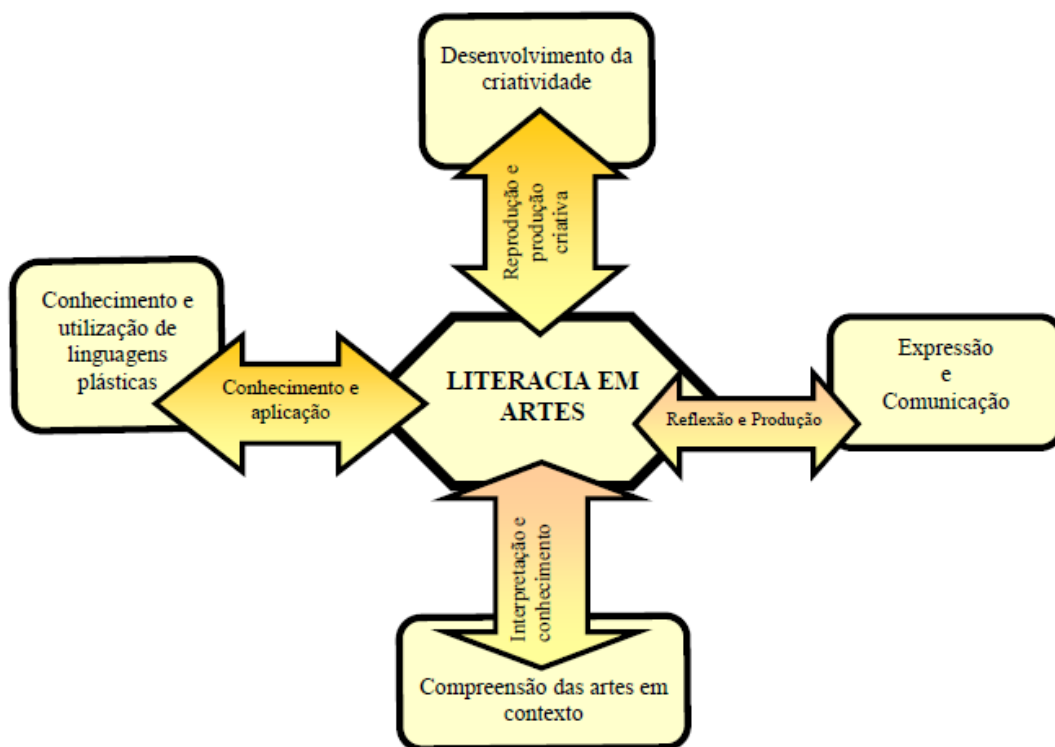 Desenvolvimento da
criatividade
Reprodução e
produção
criativa
Conhecimento e
utilização de
linguagens
plásticas
Conhecimento e
aplicação
LITERACIA EM
ARTES
Reflexão e Produção
Expressão
e
Comunicação
Interpretação e
conhecimento
Compreensão das artes em
contexto